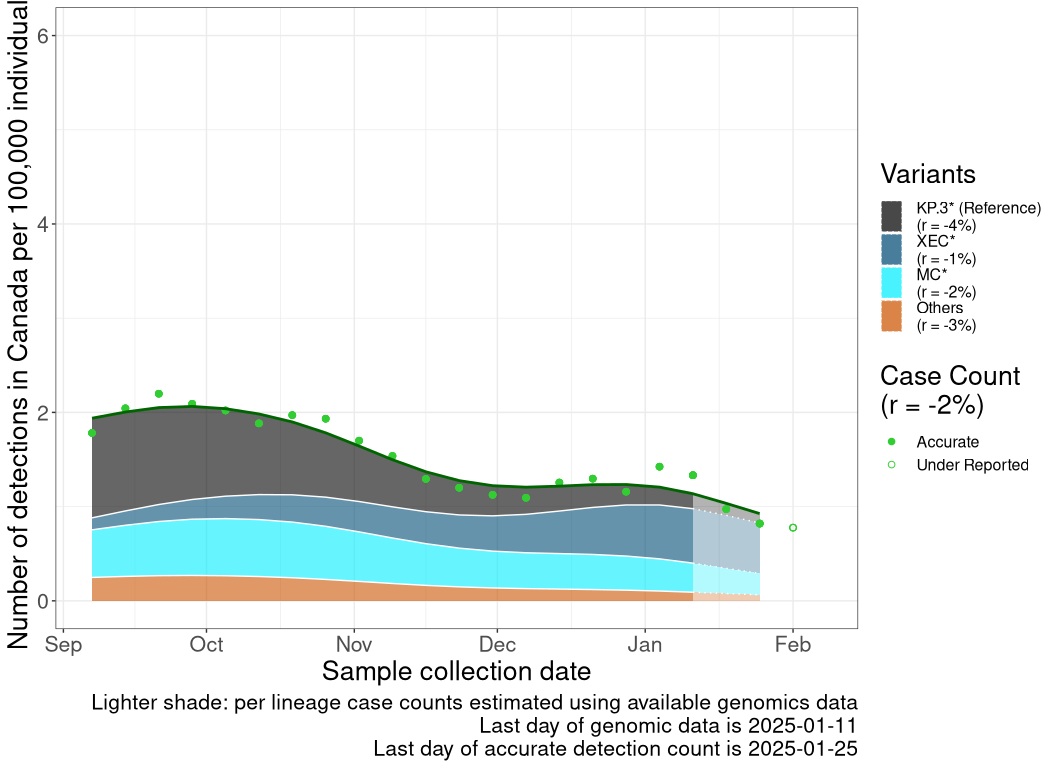 Number of detections in Canada per 100,000 individual
6
4
2
0
Sep
Oct
Nov
Dec
Jan
Feb
Sample collection date
Lighter shade: per lineage case counts estimated using available genomics data
Last day of genomic data is 2025-01-11
Last day of accurate detection count is 2025-01-25
Variants
KP.3* (Reference)
(r = -4%)
XEC*
(r = -1%)
MC*
(r = -2%)
Others
(r = -3%)
Case Count
(r = -2%)
Accurate
Under Reported